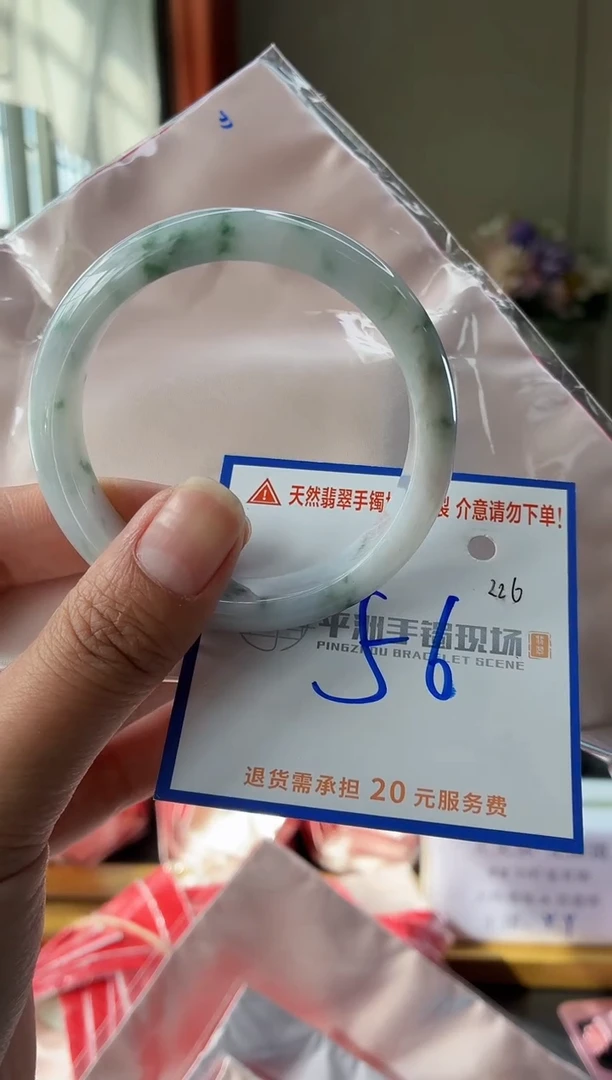 天然翡翠手镯 介意请勿下单!
226
平洲手镯现场
PINGZHOU BRACELET SCENE
56
退货需承担 20 元服务费